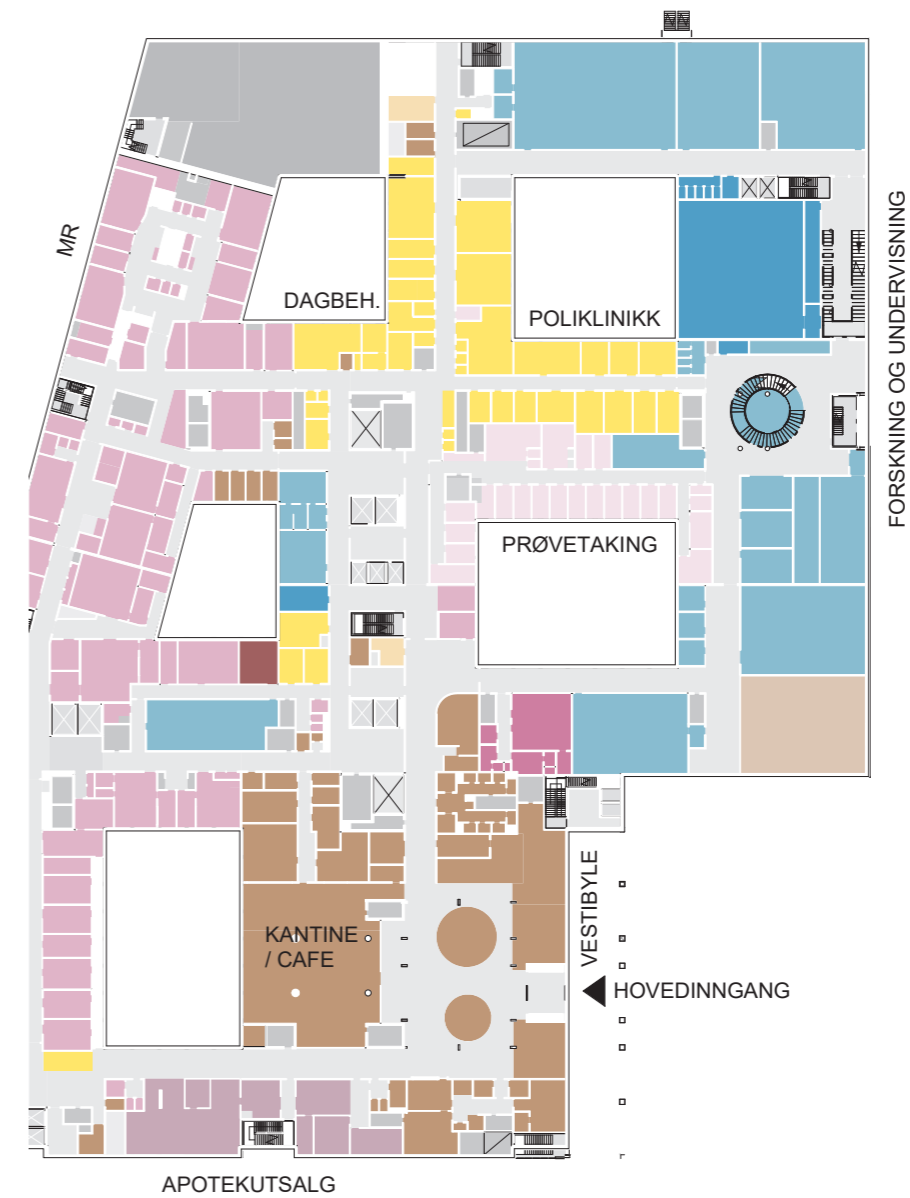 MR
DAGBEH.
POLIKLINIKK
FORSKNING OG UNDERVISNING
PRØVETAKING
KANTINE
/ CAFE
VESTIBYLE
HOVEDINNGANG
APOTEKUTSALG